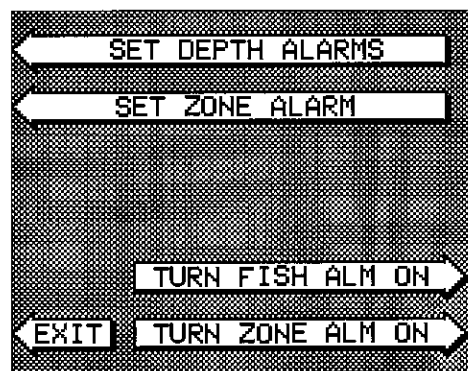 SET DEPTH ALARMS
SET ZONE ALARM
TURN FISH ALM ON
EXIT TURN ZONE ALM ON